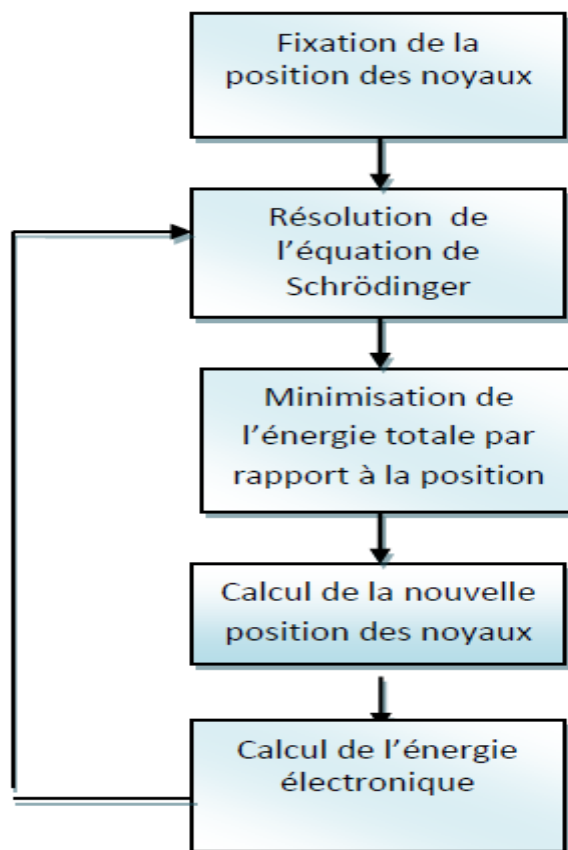 Fixation de la
position des noyaux
Résolution de
l’équation de
Schrödinger
Minimisation de
l’énergie totale par
rapport à la position
Calcul de la nouvelle
position des noyaux
Calcul de l’énergie
électronique